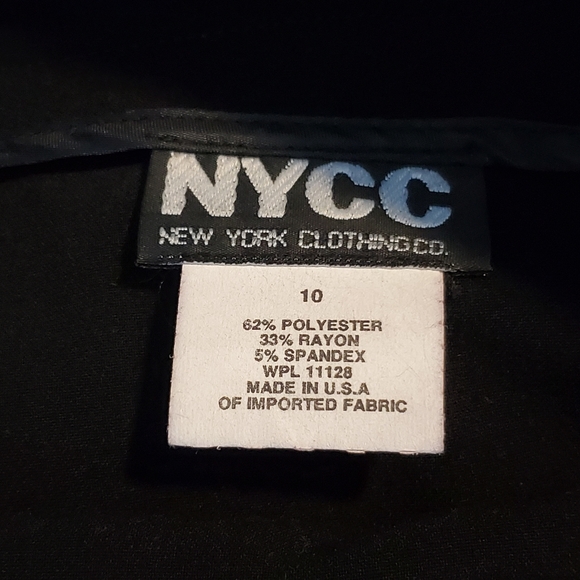 NYCC
NEW YORK CLOTHING CO.
10
62% POLYESTER
33% RAYON
5% SPANDEX
WPL 11128
MADE IN U.S.A
OF IMPORTED FABRIC